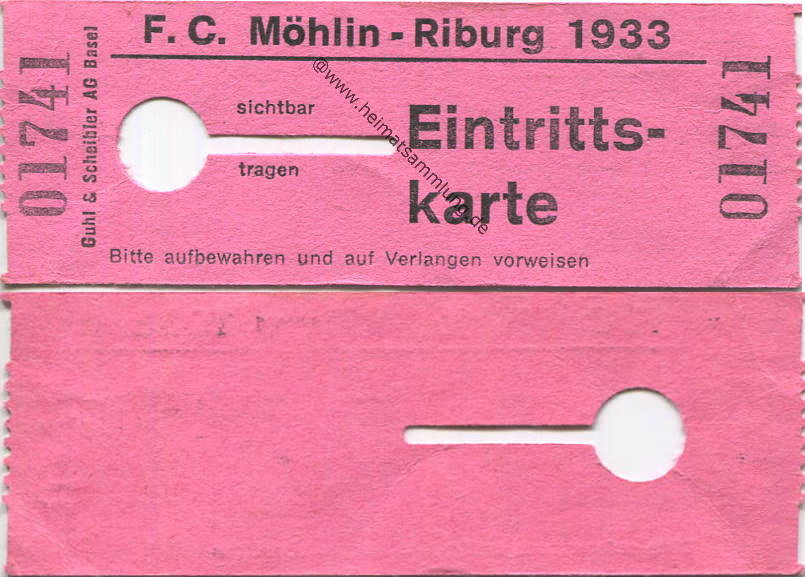 F. C. Möhlin - Riburg 1933
01741
Guhl & Scheibler AG Basel
sichtbar
tragen
Eintritts-
karte
01741
Bitte aufbewahren und auf Verlangen vorweisen
@www.heimatsammlung.de